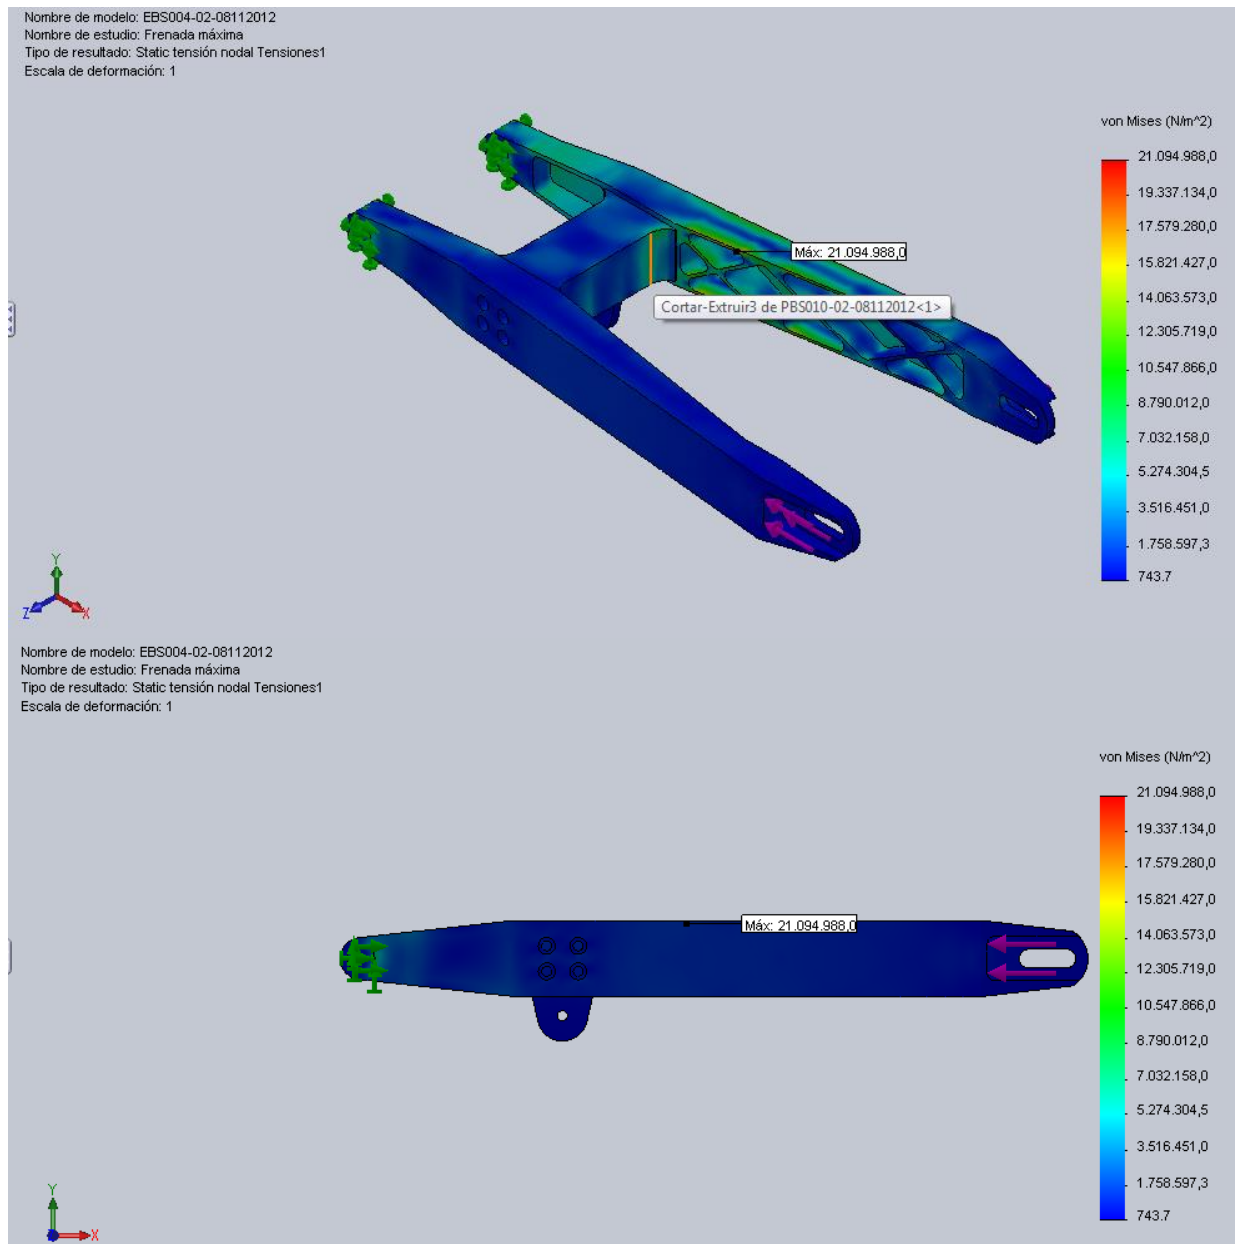 Nombre de modelo: EBS004-02-08112012
Nombre de estudio: Frenada máxima
Tipo de resultado: Static tensión nodal Tensiones1
Escala de deformación: 1
von Mises (N/m^2)
21.094.988,0
19.337.134,0
17.579.280,0
15.821.427,0
14.063.573,0
12.305.719,0
10.547.866,0
8.790.012,0
7.032.158,0
5.274.304,5
3.516.451,0
1.758.597,3
743.7
Máx: 21.094.988,0
Cortar-Extruir3 de PBS010-02-08112012<1>
Y
Z
X
Nombre de modelo: EBS004-02-08112012
Nombre de estudio: Frenada máxima
Tipo de resultado: Static tensión nodal Tensiones1
Escala de deformación: 1
von Mises (N/m^2)
21.094.988,0
19.337.134,0
17.579.280,0
15.821.427,0
14.063.573,0
12.305.719,0
10.547.866,0
8.790.012,0
7.032.158,0
5.274.304,5
3.516.451,0
1.758.597,3
743.7
Máx: 21.094.988,0
Y
X